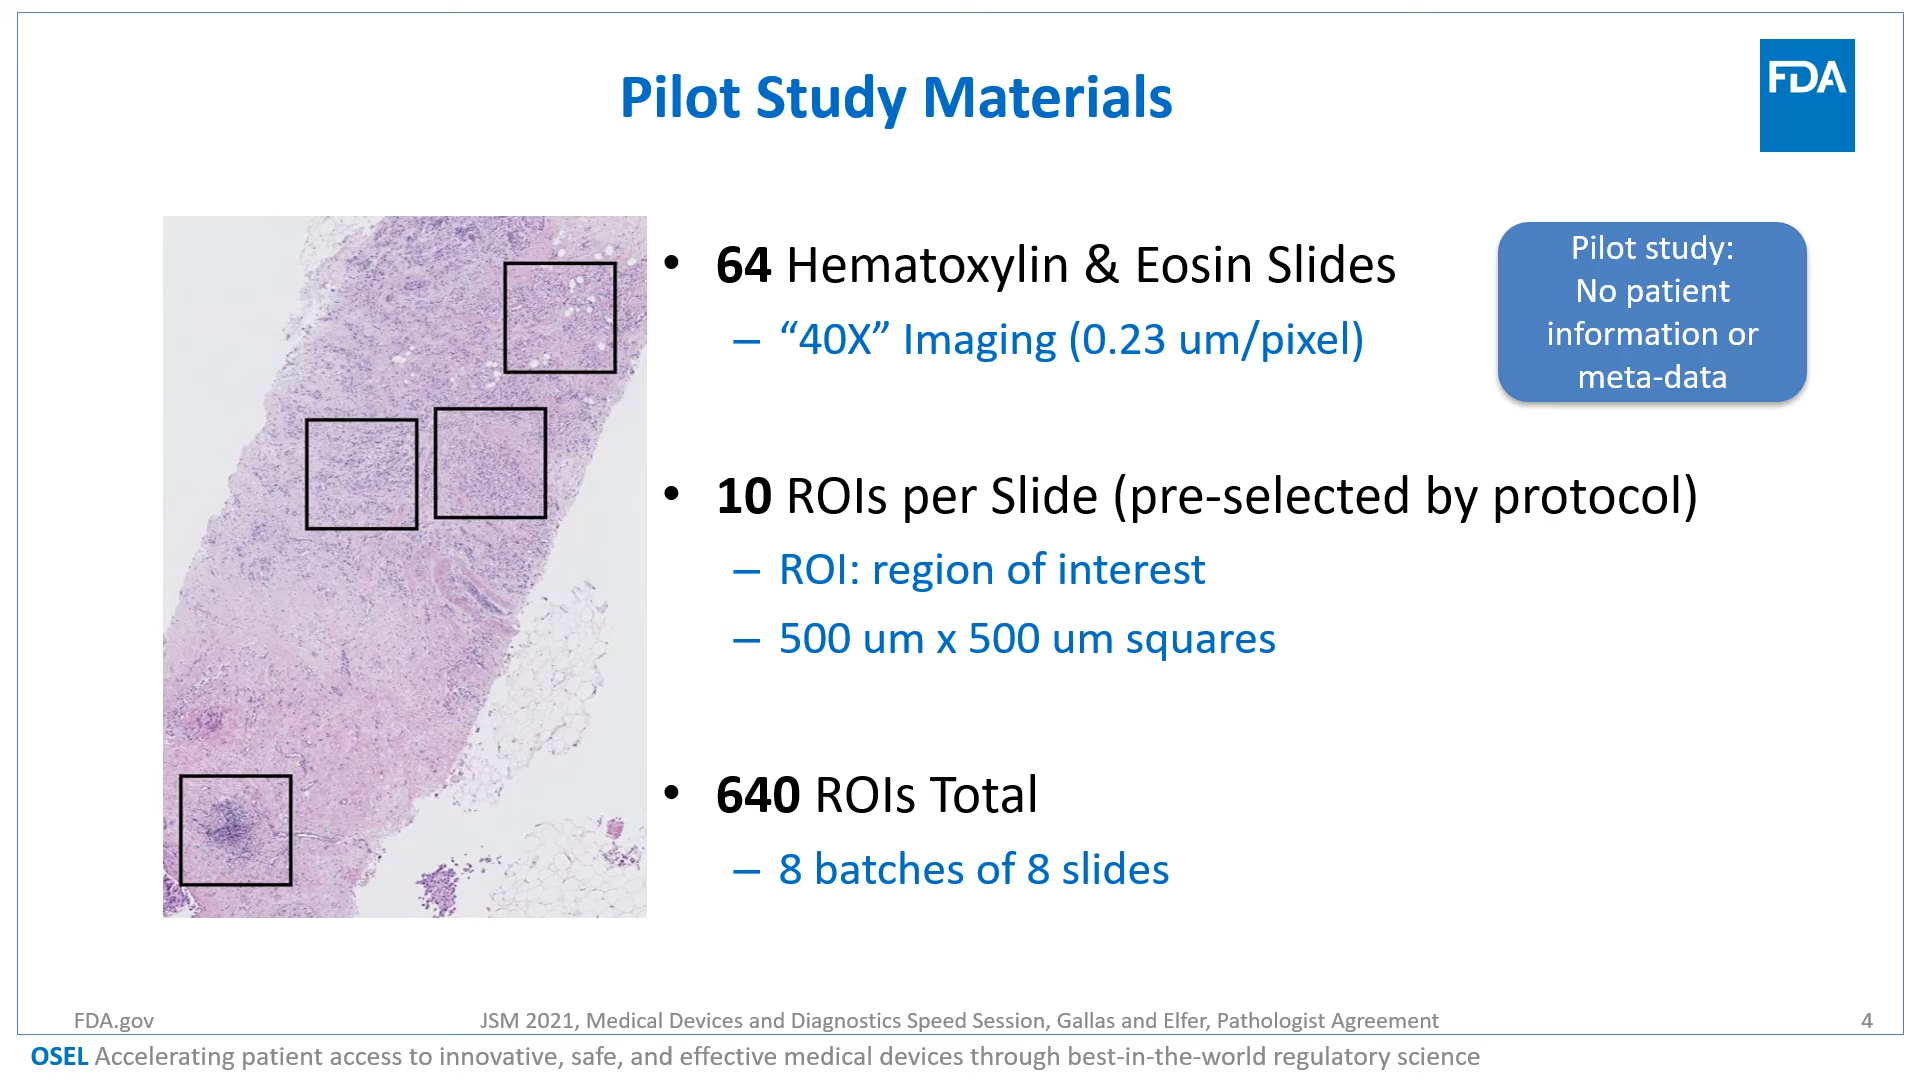 Pilot Study Materials
FDA
• 64 Hematoxylin & Eosin Slides
– “40X” Imaging (0.23 um/pixel)
Pilot study:
No patient
information or
meta-data
• 10 ROIs per Slide (pre-selected by protocol)
– ROI: region of interest
– 500 um x 500 um squares
• 640 ROIs Total
– 8 batches of 8 slides
FDA.gov
JSM 2021, Medical Devices and Diagnostics Speed Session, Gallas and Elfer, Pathologist Agreement
4
OSEL Accelerating patient access to innovative, safe, and effective medical devices through best-in-the-world regulatory science